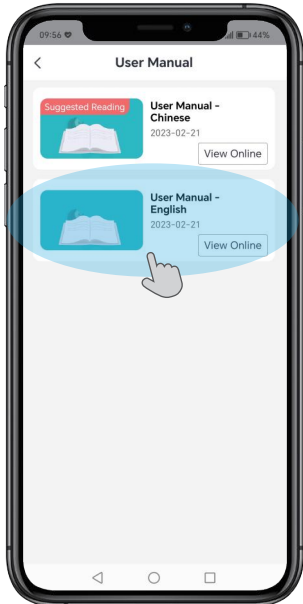 09:56
44%
User Manual
Suggested Reading
User Manual -
Chinese
2023-02-21
View Online
User Manual -
English
2023-02-21
View Online